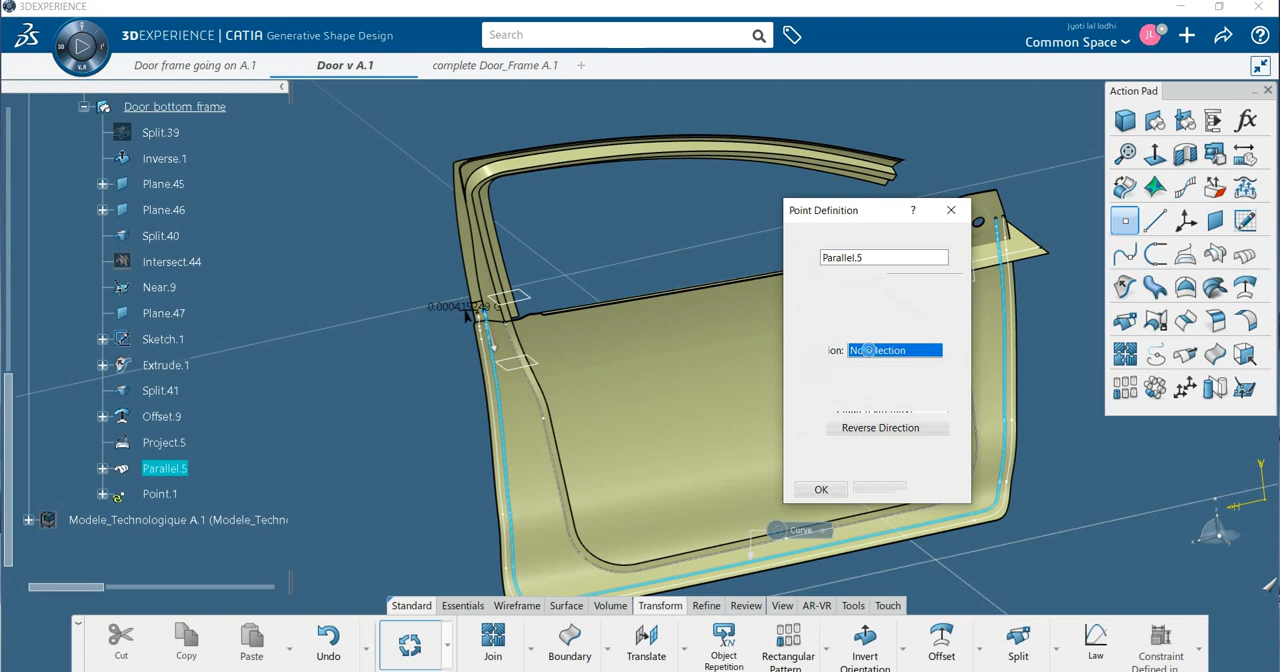 3DEXPERIENCE
3DEXPERIENCE | CATIA Generative Shape Design
Search
Jyoti lal lodhi
Common Space
JL
3D
V.R
Door frame going on A.1
Door v A.1
complete Door_Frame A.1
+
Door bottom frame
Split.39
Inverse.1
Plane.45
Plane.46
Split.40
Intersect.44
Near.9
Plane.47
Sketch.1
Extrude.1
Split.41
Offset.9
Project.5
Parallel.5
Point.1
Modele_Technologique A.1 (Modele_Techn
Action Pad
fx
Point Definition
?
Parallel.5
ion:
Reverse Direction
OK
Curve
Y
Standard
Essentials
Wireframe
Surface
Volume
Transform
Refine
Review
View
AR-VR
Tools
Touch
Cut
Copy
Paste
Undo
Join
Boundary
Translate
Object
Repetition
Rectangular
Pattern
Invert
Orientation
Offset
Split
Law
Constraint
Defined in